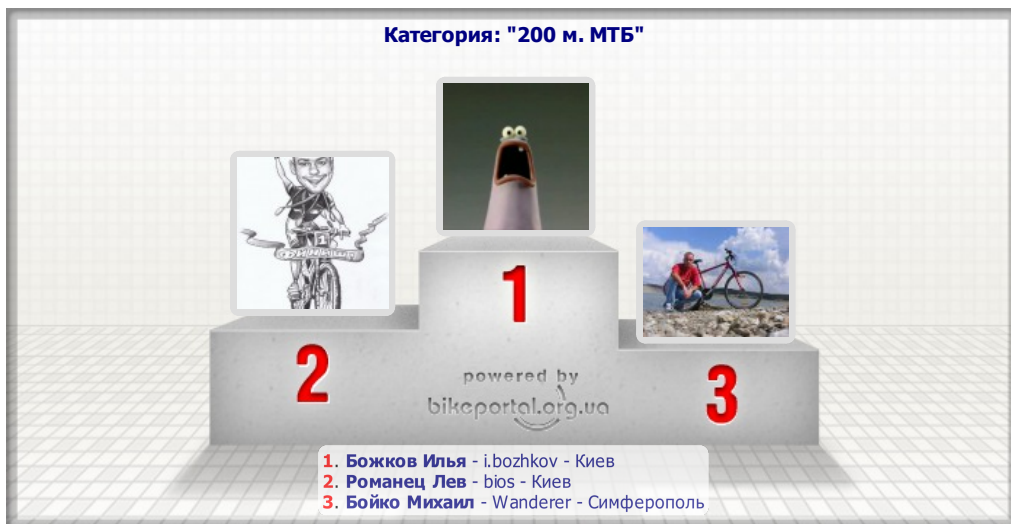 Категория: "200 м. МТБ"
1
2
3
powered by
bikeportal.org.ua
1. Божков Илья - i.bozhkov - Киев
2. Романец Лев - bios - Киев
3. Бойко Михаил - Wanderer - Симферополь